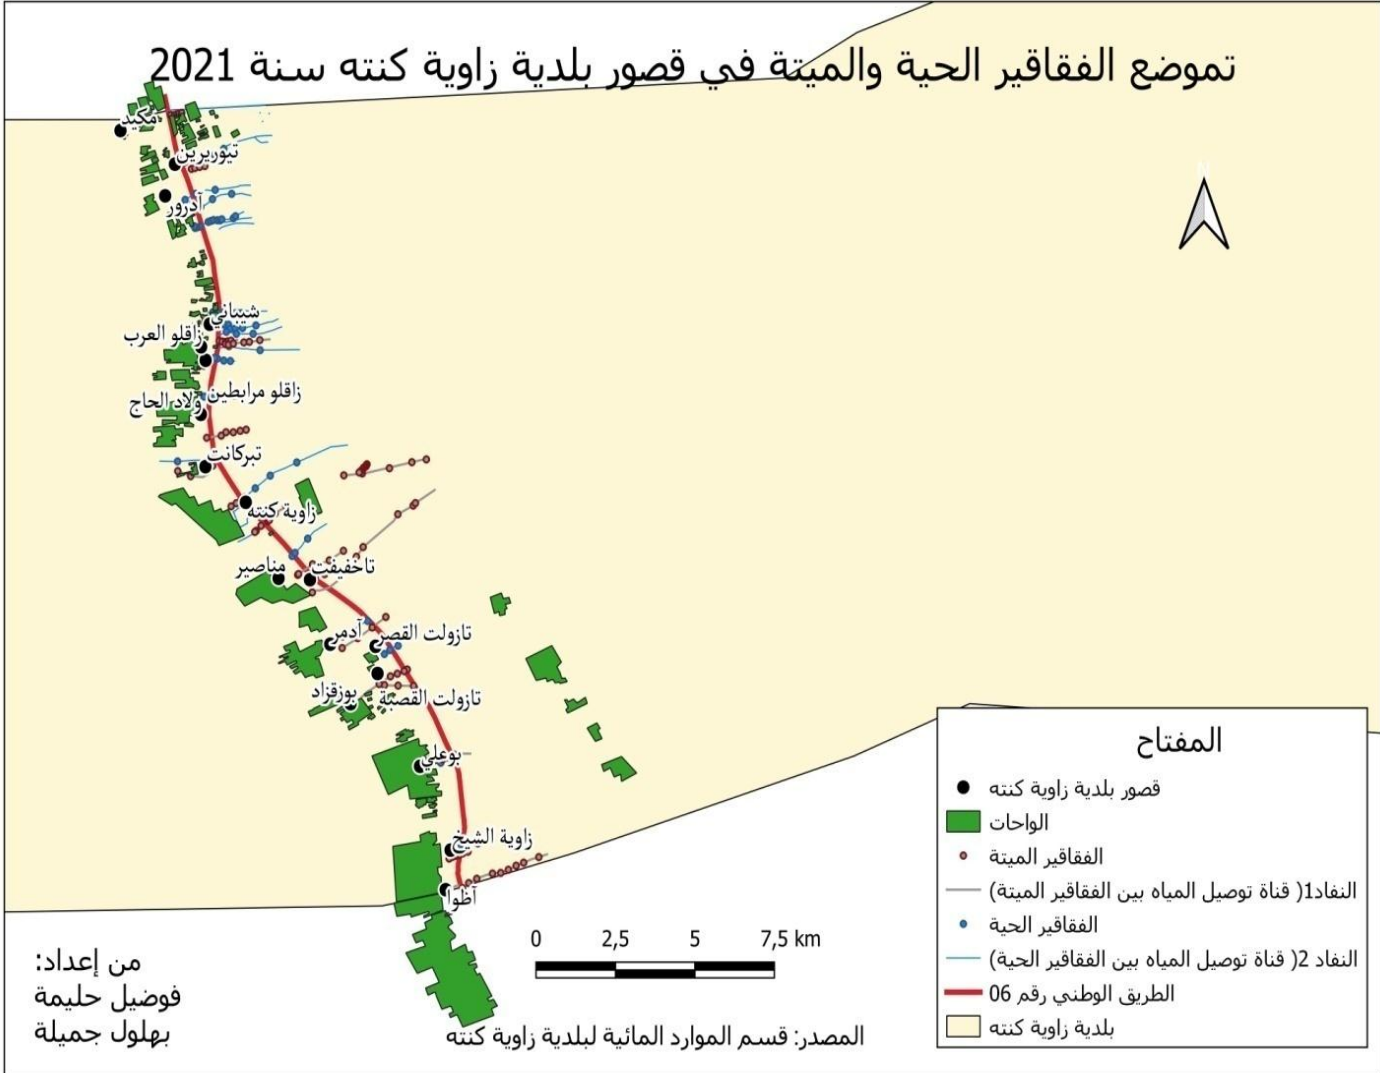 تموضع الفقاقير الحية والميتة في قصور بلدية زاوية كنته سنة 2021
مكيد
تيوريرين
أدرور
شيباني
زاقلو العرب
زاقلو مرابطين
ولاد الحاج
تبركانت
زاوية كنته
مناصير
تاخفيفت
آدمر
تازولت القصر
بوزقزاد
تازولت القصبة
بوعلي
زاوية الشيخ
أظوا
المفتاح
قصور بلدية زاوية كنته
الواحات
الفقاقير الميتة
النفاد1( قناة توصيل المياه بين الفقاقير الميتة)
الفقاقير الحية
النفاد 2( قناة توصيل المياه بين الفقاقير الحية)
الطريق الوطني رقم 06
بلدية زاوية كنته
0 2,5 5 7,5 km
من إعداد:
فوضيل حليمة
بهلول جميلة
المصدر: قسم الموارد المائية لبلدية زاوية كنته